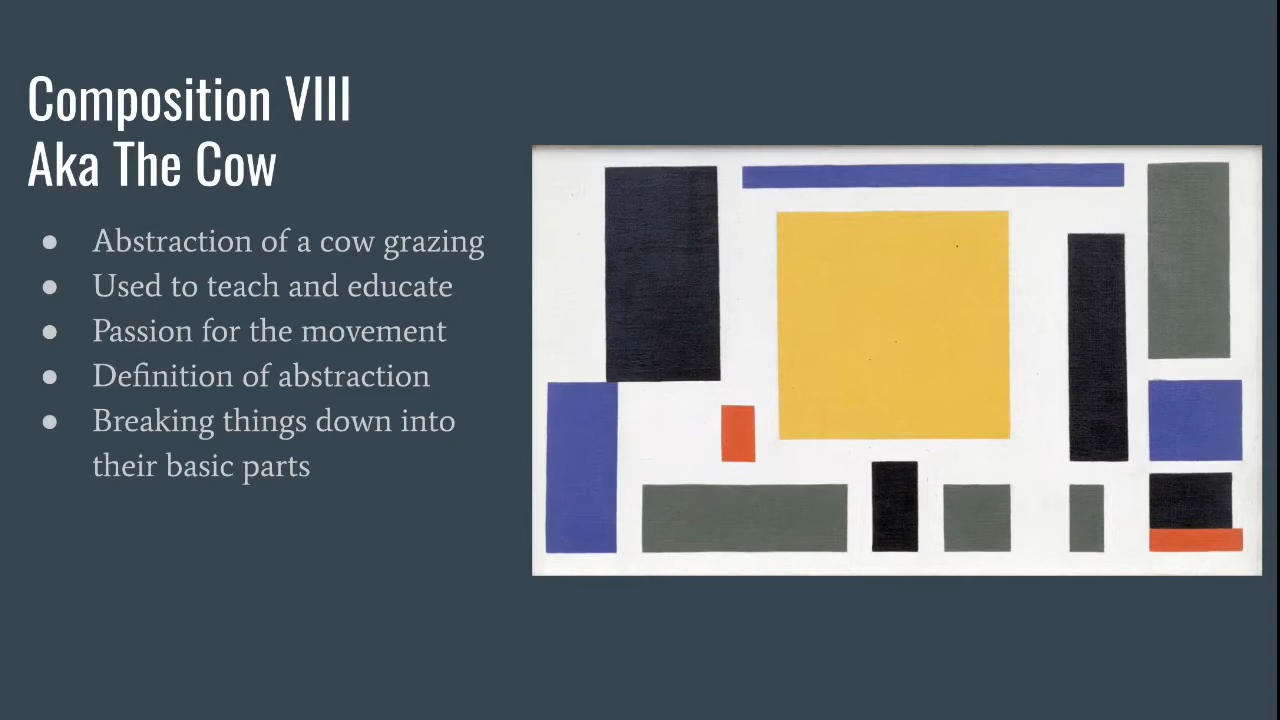 Composition VIII
Aka The Cow
● Abstraction of a cow grazing
● Used to teach and educate
● Passion for the movement
● Definition of abstraction
● Breaking things down into
their basic parts